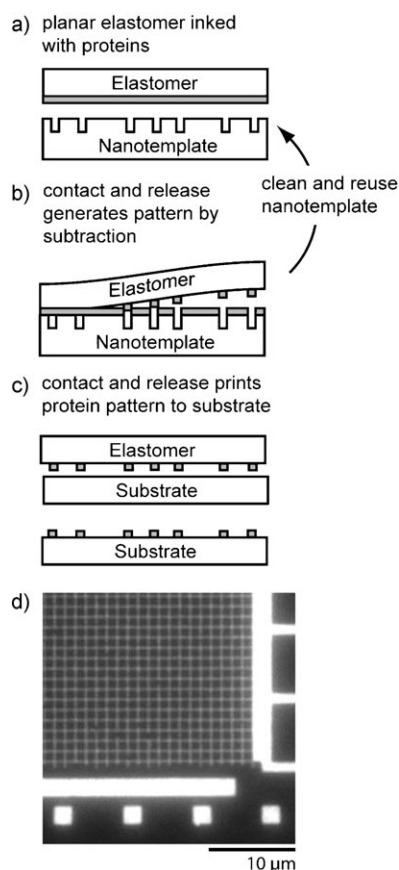 a) planar elastomer inked
with proteins
Elastomer
Nanotemplate
clean and reuse
nanotemplate
b) contact and release
generates pattern by
subtraction
Elastomer
Nanotemplate
c) contact and release prints
protein pattern to substrate
Elastomer
Substrate
Substrate
d)
10 µm